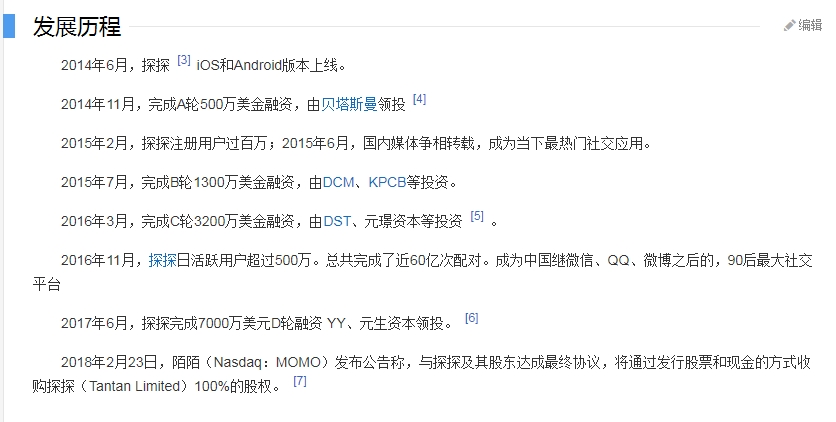 发展历程
编辑
2014年6月，探探 [3] iOS和Android版本上线。
2014年11月，完成A轮500万美金融资，由贝塔斯曼领投 [4]
2015年2月，探探注册用户过百万；2015年6月，国内媒体争相转载，成为当下最热门社交应用。
2015年7月，完成B轮1300万美金融资，由DCM、KPCB等投资。
2016年3月，完成C轮3200万美金融资，由DST、元璟资本等投资 [5] 。
2016年11月，探探日活跃用户超过500万。总共完成了近60亿次配对。成为中国继微信、QQ、微博之后的，90后最大社交
平台
2017年6月，探探完成7000万美元D轮融资 YY、元生资本领投。 [6]
2018年2月23日，陌陌（Nasdaq：MOMO）发布公告称，与探探及其股东达成最终协议，将通过发行股票和现金的方式收
购探探（Tantan Limited）100%的股权。 [7]